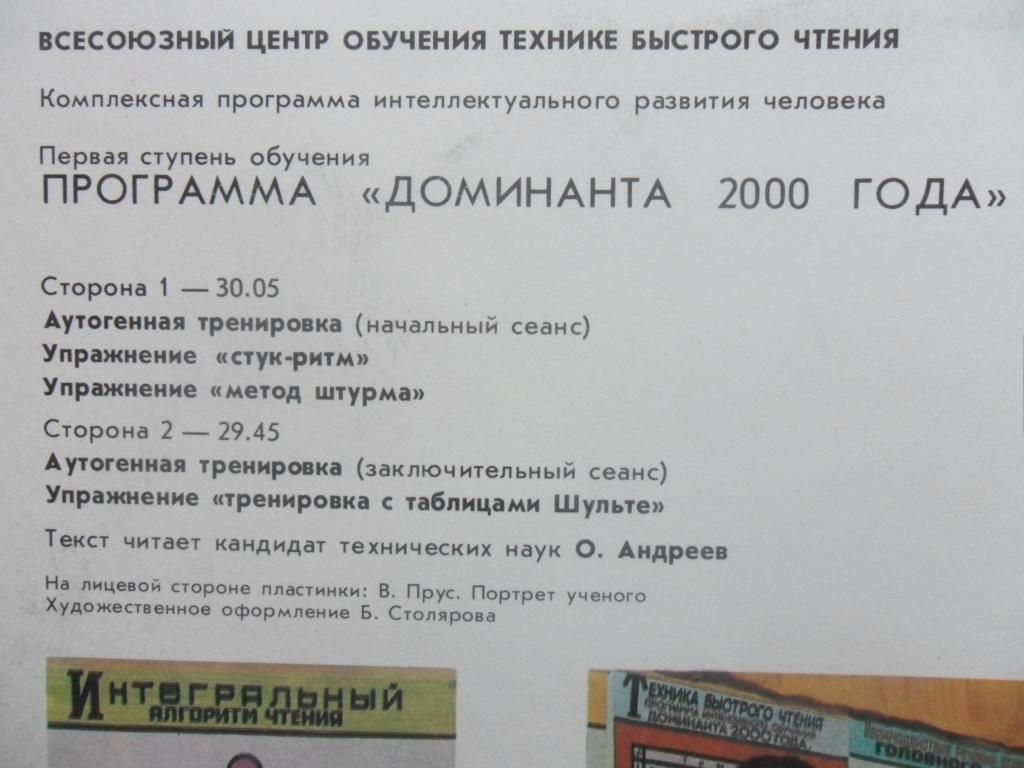 ВСЕСОЮЗНЫЙ ЦЕНТР ОБУЧЕНИЯ ТЕХНИКЕ БЫСТРОГО ЧТЕНИЯ
Комплексная программа интеллектуального развития человека
Первая ступень обучения
ПРОГРАММА «ДОМИНАНТА 2000 ГОДА»
Сторона 1 — 30.05
Аутогенная тренировка (начальный сеанс)
Упражнение «стук-ритм»
Упражнение «метод штурма»
Сторона 2 — 29.45
Аутогенная тренировка (заключительный сеанс)
Упражнение «тренировка с таблицами Шульте»
Текст читает кандидат технических наук О. Андреев
На лицевой стороне пластинки: В. Прус. Портрет ученого
Художественное оформление Б. Столярова
ИНТЕГРАЛЬНЫЙ
АЛГОРИТМ ЧТЕНИЯ
ТЕХНИКА БЫСТРОГО ЧТЕНИЯ
ДОМИНАНТА 2000 ГОДА,
ГОЛОВНОГО